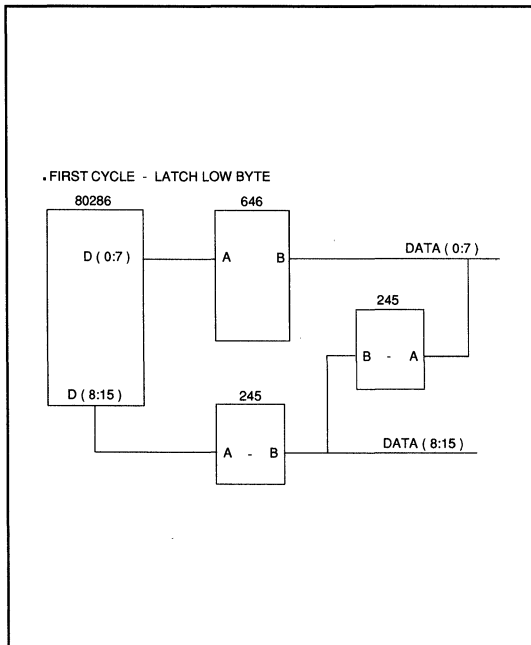 . FIRST CYCLE - LATCH LOW BYTE
80286
646
D ( 0:7 )
A B
DATA ( 0:7 )
245
B - A
D ( 8:15 )
245
A - B
DATA ( 8:15 )